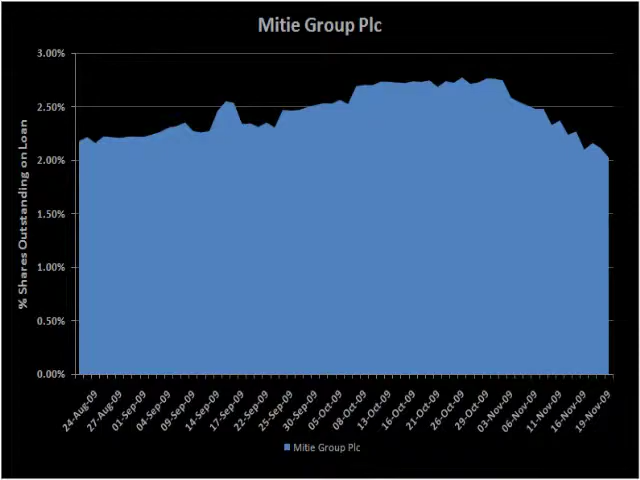 Mitie Group Plc
3.00%
2.50%
2.00%
1.50%
1.00%
0.50%
0.00%
% Shares Outstanding on Loan
24-Aug-09
27-Aug-09
01-Sep-09
04-Sep-09
09-Sep-09
14-Sep-09
17-Sep-09
22-Sep-09
25-Sep-09
30-Sep-09
05-Oct-09
08-Oct-09
13-Oct-09
16-Oct-09
21-Oct-09
26-Oct-09
29-Oct-09
03-Nov-09
06-Nov-09
11-Nov-09
16-Nov-09
19-Nov-09
Mitie Group Plc